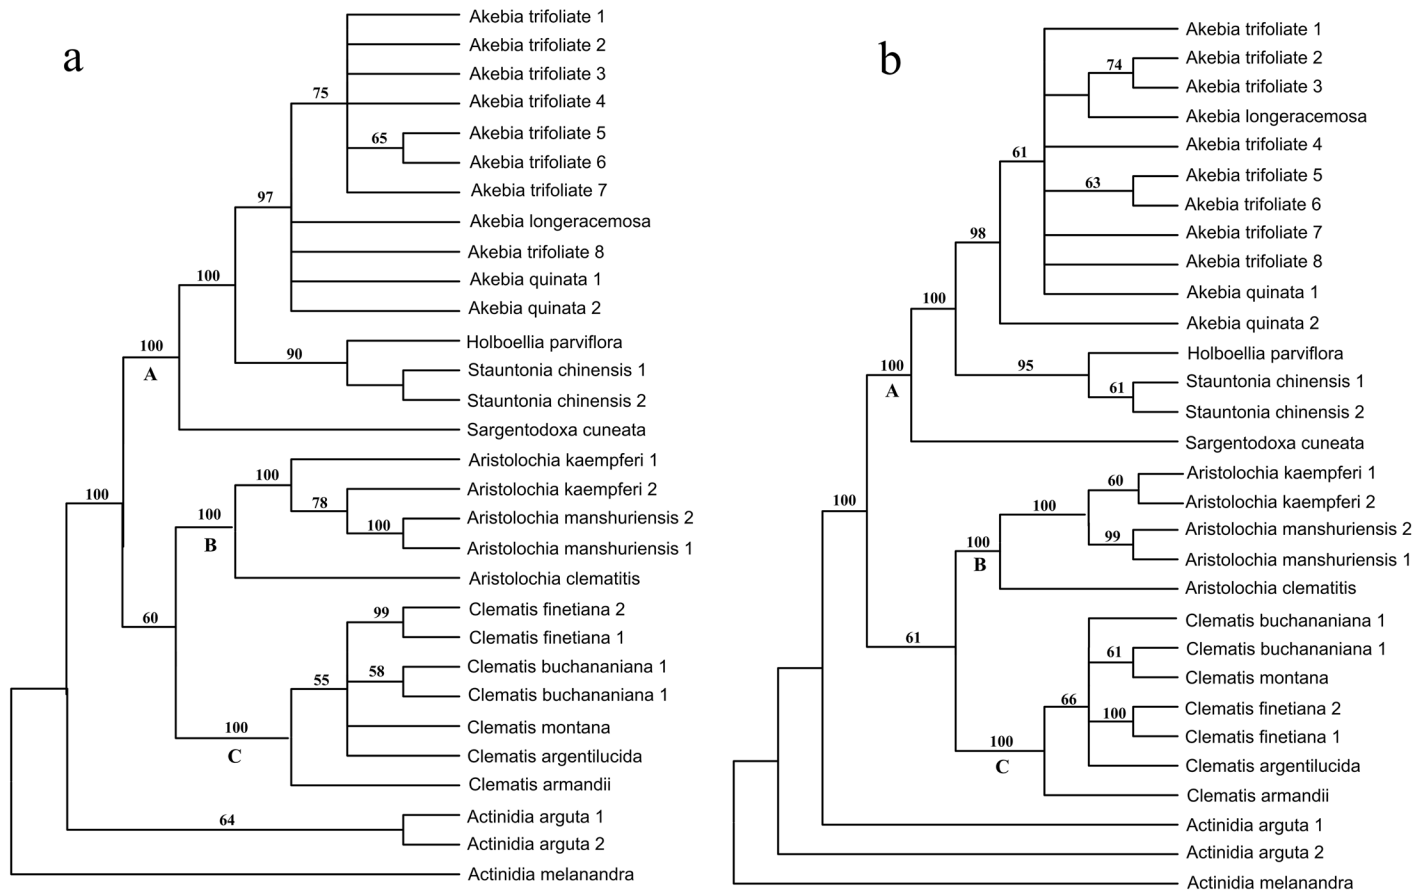 a
Akebia trifoliate 1
Akebia trifoliate 2
Akebia trifoliate 3
75
Akebia trifoliate 4
65
Akebia trifoliate 5
Akebia trifoliate 6
97
Akebia trifoliate 7
Akebia longeracemosa
Akebia trifoliate 8
100
Akebia quinata 1
Akebia quinata 2
100
A
90
Holboellia parviflora
Stauntonia chinensis 1
Stauntonia chinensis 2
Sargentodoxa cuneata
100
100
Aristolochia kaempferi 1
78
Aristolochia kaempferi 2
100
B
100
Aristolochia manshuriensis 2
Aristolochia manshuriensis 1
Aristolochia clematitis
60
99
Clematis finetiana 2
Clematis finetiana 1
55
58
Clematis buchananiana 1
Clematis buchananiana 1
100
C
Clematis montana
Clematis argentilucida
Clematis armandii
64
Actinidia arguta 1
Actinidia arguta 2
Actinidia melanandra
b
Akebia trifoliate 1
74
Akebia trifoliate 2
Akebia trifoliate 3
Akebia longeracemosa
61
Akebia trifoliate 4
63
Akebia trifoliate 5
Akebia trifoliate 6
98
Akebia trifoliate 7
Akebia trifoliate 8
100
Akebia quinata 1
Akebia quinata 2
100
A
95
Holboellia parviflora
61
Stauntonia chinensis 1
Stauntonia chinensis 2
Sargentodoxa cuneata
100
100
60
Aristolochia kaempferi 1
Aristolochia kaempferi 2
100
B
99
Aristolochia manshuriensis 2
Aristolochia manshuriensis 1
Aristolochia clematitis
61
Clematis buchananiana 1
61
Clematis buchananiana 1
Clematis montana
66
100
Clematis finetiana 2
Clematis finetiana 1
100
C
Clematis argentilucida
Clematis armandii
Actinidia arguta 1
Actinidia arguta 2
Actinidia melanandra